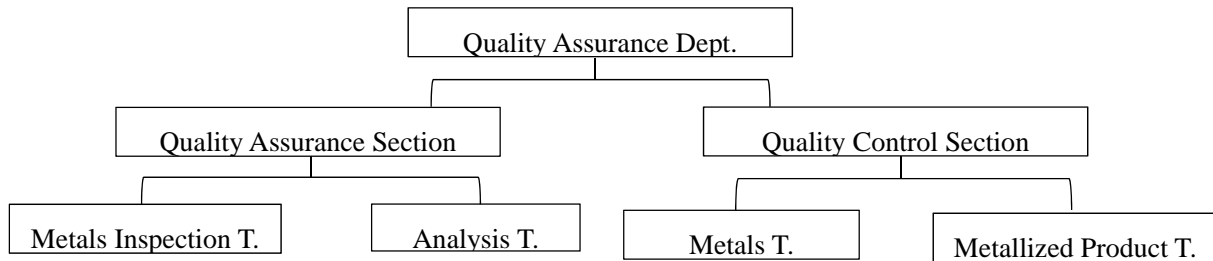 Quality Assurance Dept.
Quality Assurance Section
Quality Control Section
Metals Inspection T.
Analysis T.
Metals T.
Metallized Product T.